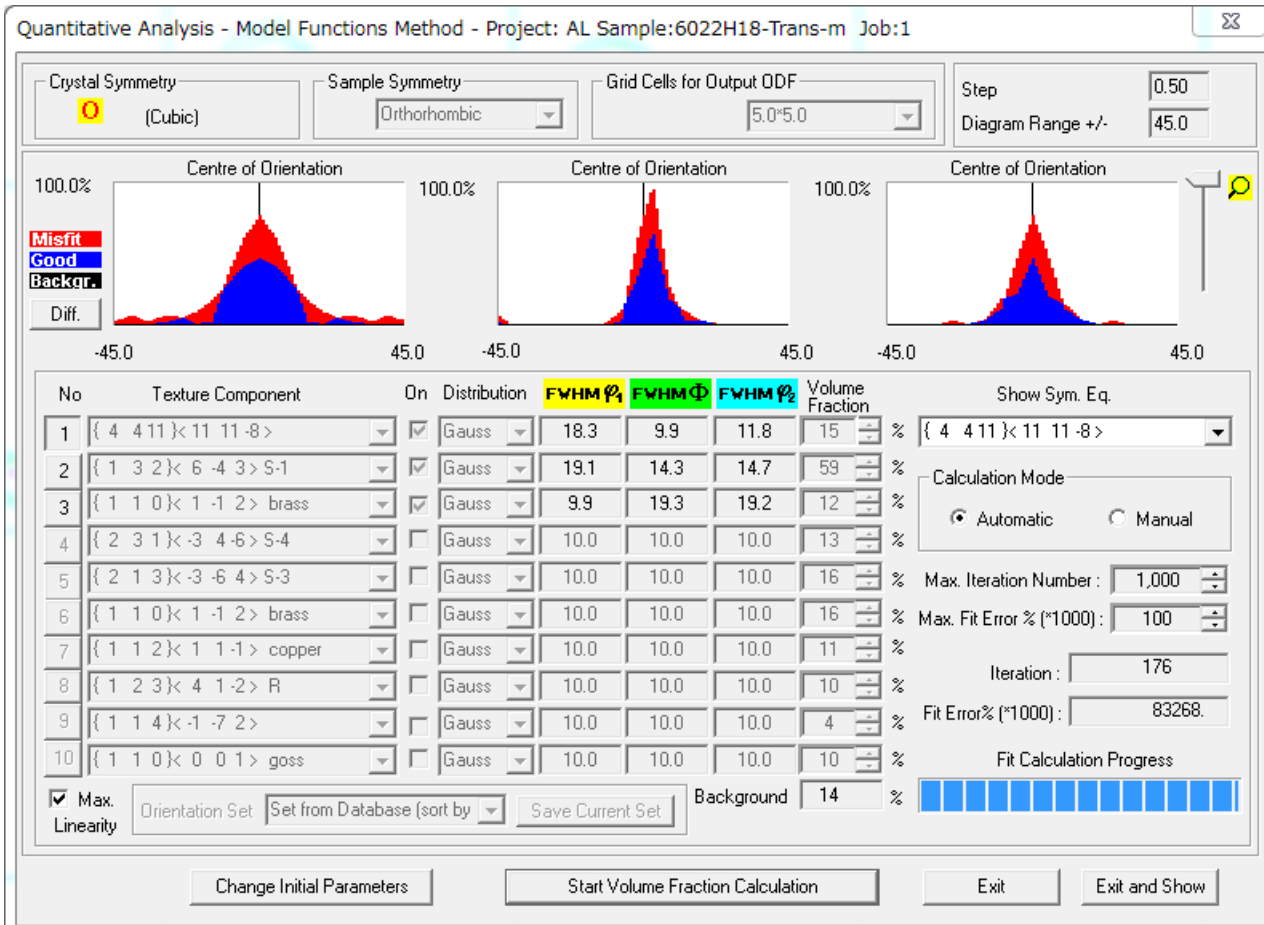 Quantitative Analysis - Model Functions Method - Project: AL Sample:6022H18-Trans-m Job:1
Crystal Symmetry
O (Cubic)
Sample Symmetry
Orthorhombic
Grid Cells for Output ODF
5.0*5.0
Step 0.50
Diagram Range +/- 45.0
Centre of Orientation Centre of Orientation Centre of Orientation
100.0% 100.0% 100.0%
Misfit
Good
Backgr.
Diff.
-45.0 45.0 -45.0 45.0 -45.0 45.0
No Texture Component On Distribution FWHM φ1 FWHM Φ FWHM φ2 Volume Fraction
1 { 4 4 11 }< 11 11 -8 > Gauss 18.3 9.9 11.8 15 %
2 { 1 3 2 }< 6 -4 3 > S-1 Gauss 19.1 14.3 14.7 59 %
3 { 1 1 0 }< 1 -1 2 > brass Gauss 9.9 19.3 19.2 12 %
4 { 2 3 1 }< -3 4 -6 > S-4 Gauss 10.0 10.0 10.0 13 %
5 { 2 1 3 }< -3 -6 4 > S-3 Gauss 10.0 10.0 10.0 16 %
6 { 1 1 0 }< 1 -1 2 > brass Gauss 10.0 10.0 10.0 16 %
7 { 1 1 2 }< 1 1 -1 > copper Gauss 10.0 10.0 10.0 11 %
8 { 1 2 3 }< 4 1 -2 > R Gauss 10.0 10.0 10.0 10 %
9 { 1 1 4 }< -1 -7 2 > Gauss 10.0 10.0 10.0 4 %
10 { 1 1 0 }< 0 0 1 > goss Gauss 10.0 10.0 10.0 10 %
Show Sym. Eq.
{ 4 4 11 }< 11 11 -8 >
Calculation Mode
Automatic Manual
Max. Iteration Number : 1,000
Max. Fit Error % (*1000) : 100
Iteration : 176
Fit Error% (*1000) : 83268.
Fit Calculation Progress
Max. Linearity
Orientation Set Set from Database (sort by Save Current Set
Background 14 %
Change Initial Parameters Start Volume Fraction Calculation Exit Exit and Show